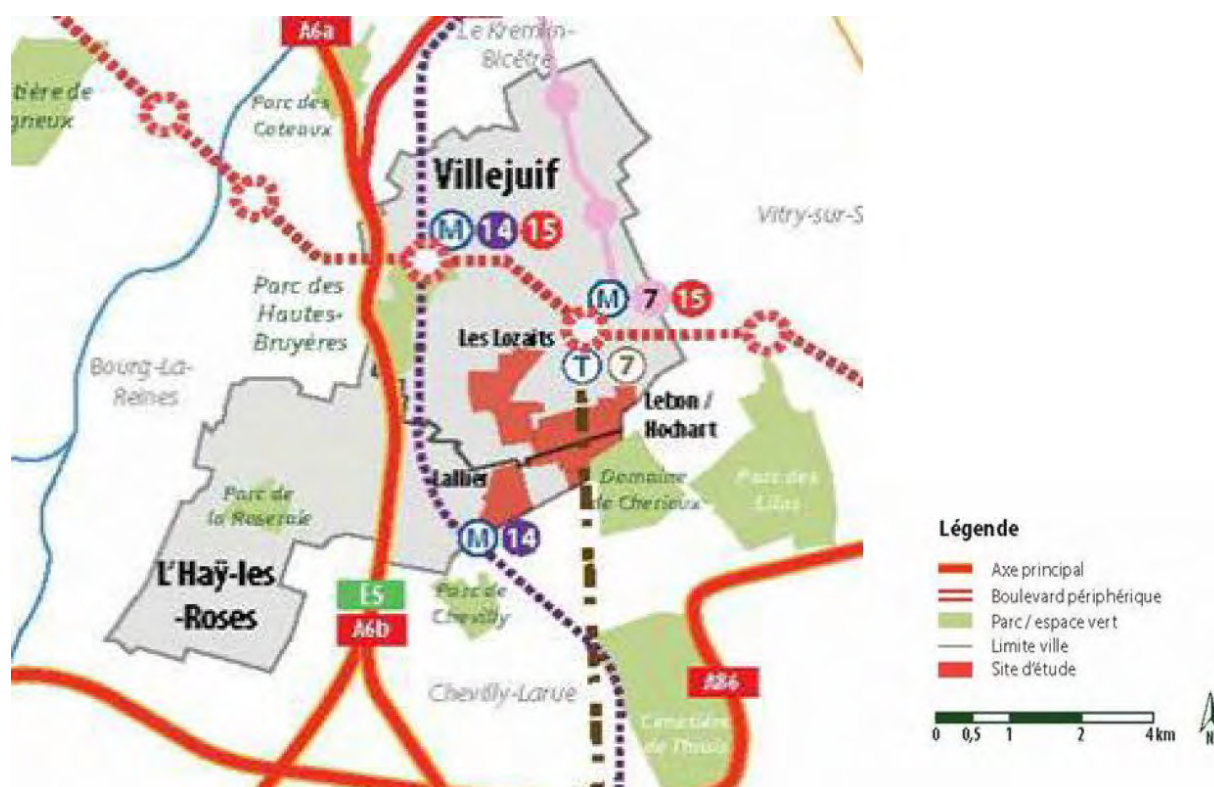 A6a
Le Kremlin-
Bicêtre
tière de
gneux
Parc des
Coteaux
Villejuif
Vitry-sur-S
M 14 15
Parc des
Hautes-
Bruyères
M 7 15
Les Lozaits
T 7
Bourg-La-
Reines
Lebon /
Hochart
Lallier
Domaine
de Cherioux
Parc des
Lilas
Parc de
la Roseraie
M 14
L'Haÿ-les
-Roses
E5
A6b
Parc de
Chevilly
Chevilly-Larue
A86
Cimetière
de Thiais
Légende
Axe principal
Boulevard périphérique
Parc / espace vert
Limite ville
Site d'étude
0 0,5 1 2 4 km
N